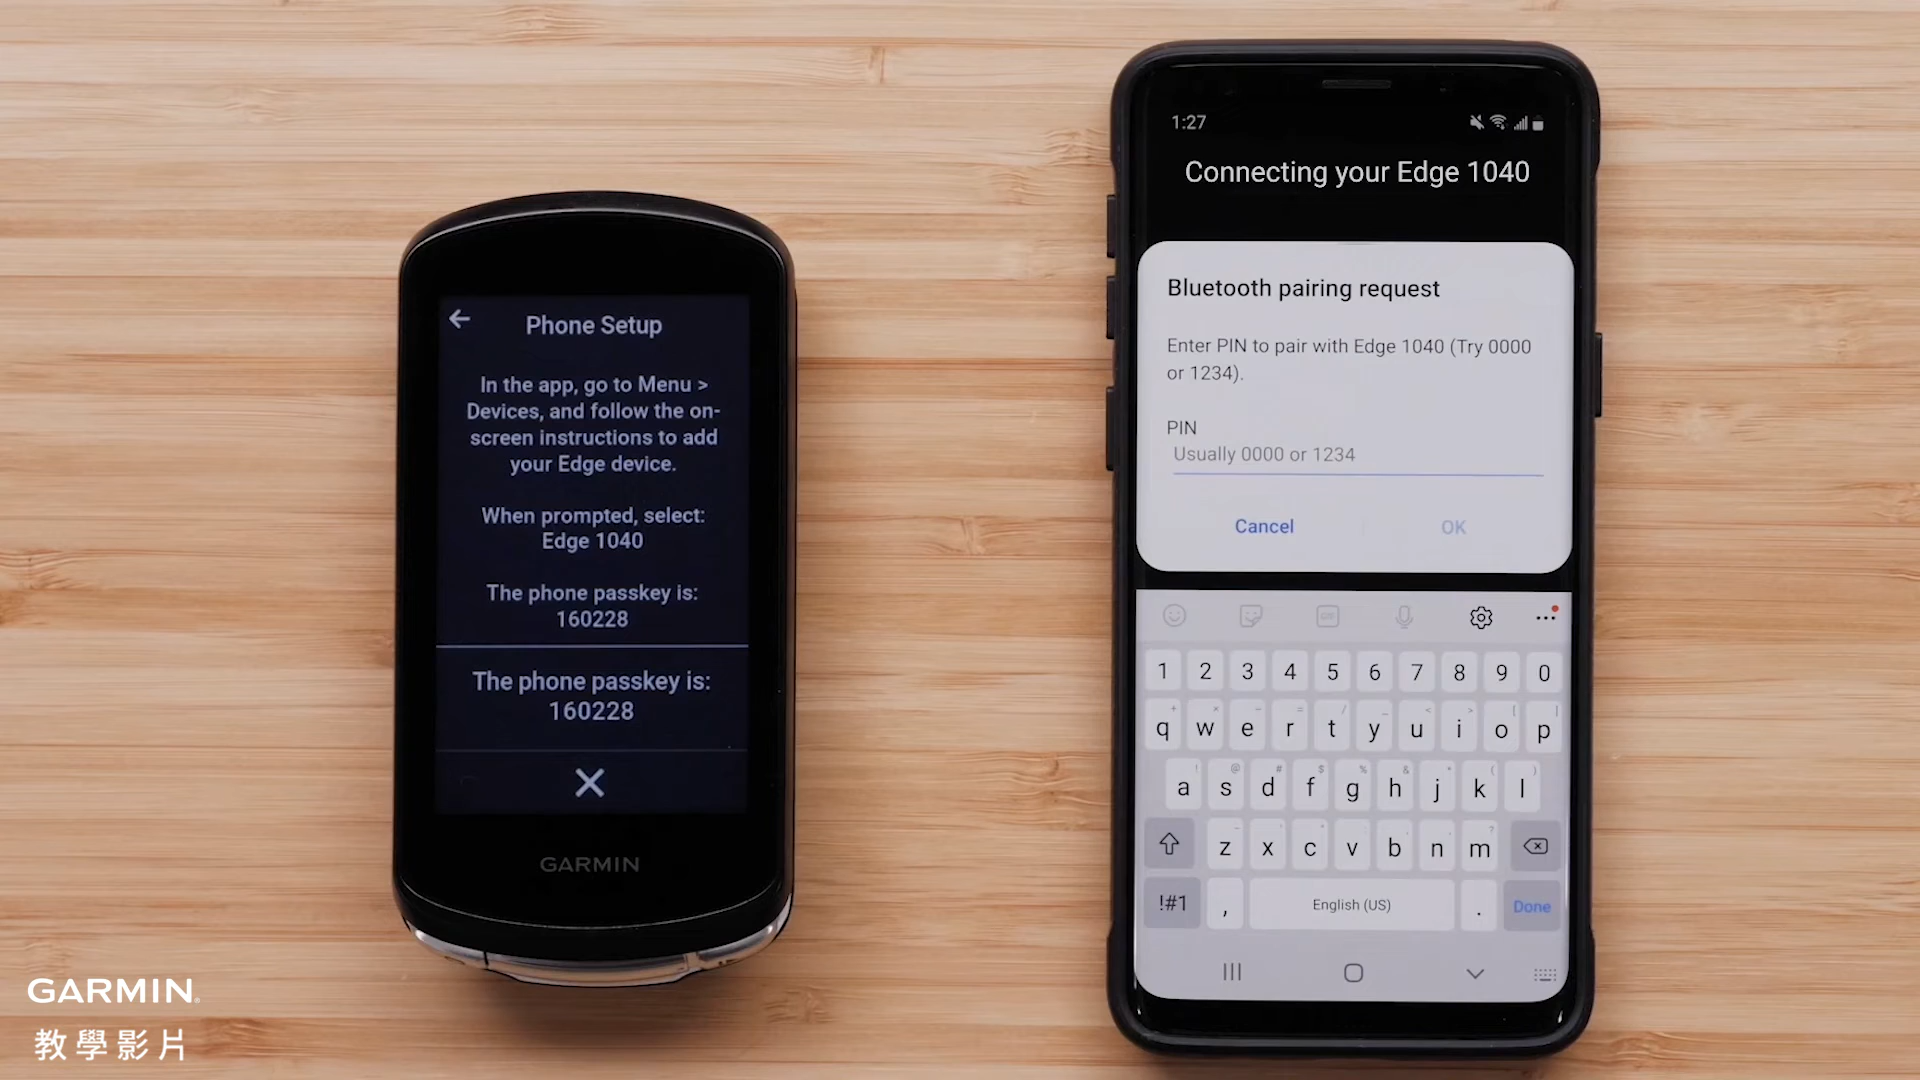 Phone Setup
In the app, go to Menu >
Devices, and follow the on-
screen instructions to add
your Edge device.
When prompted, select:
Edge 1040
The phone passkey is:
160228
The phone passkey is:
160228
GARMIN
1:27
Connecting your Edge 1040
Bluetooth pairing request
Enter PIN to pair with Edge 1040 (Try 0000
or 1234).
PIN
Usually 0000 or 1234
Cancel OK
1 2 3 4 5 6 7 8 9 0
q w e r t y u i o p
a s d f g h j k l
z x c v b n m
!#1 , English (US) . Done
GARMIN
教學影片